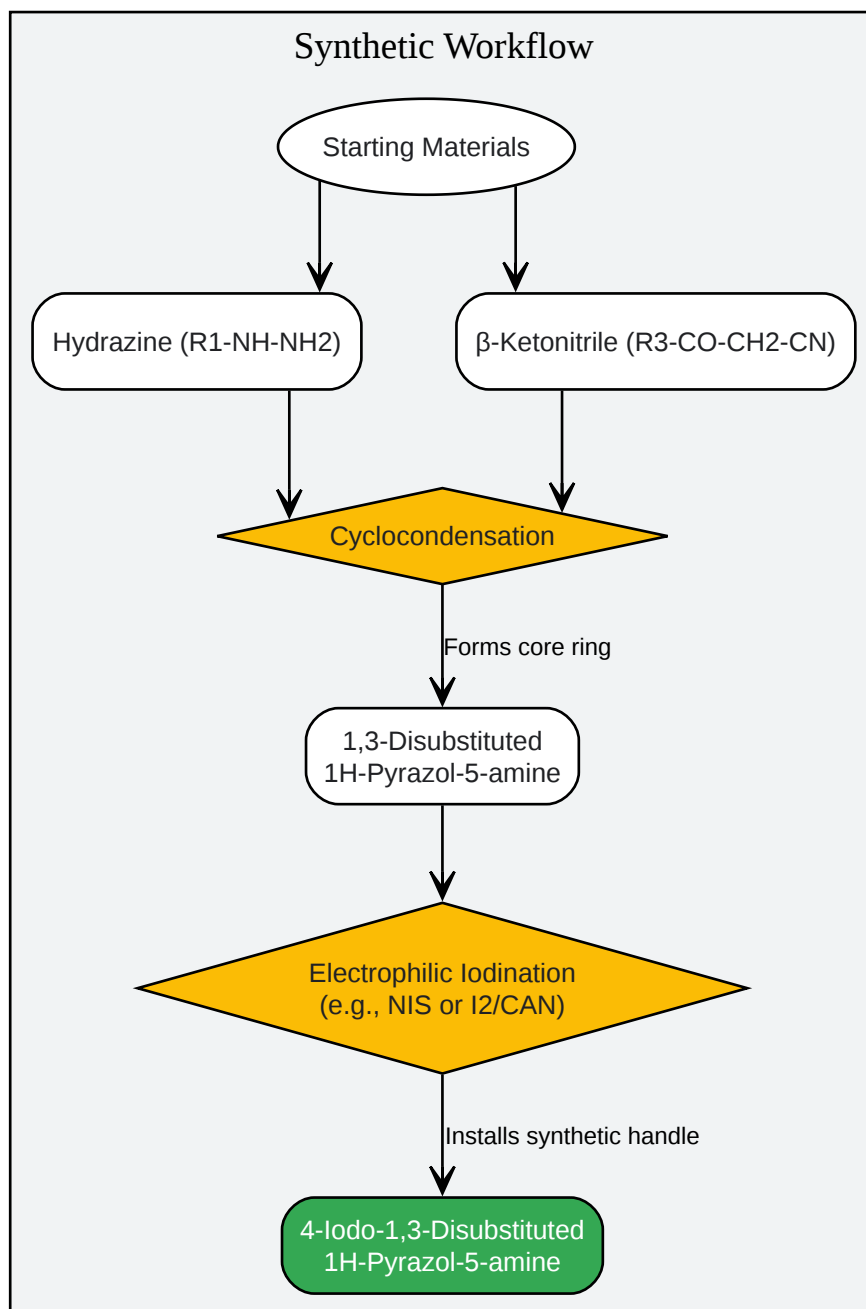 Synthetic Workflow
Starting Materials
Hydrazine (R1-NH-NH2)
β-Ketonitrile (R3-CO-CH2-CN)
Cyclocondensation
Forms core ring
1,3-Disubstituted
1H-Pyrazol-5-amine
Electrophilic Iodination
(e.g., NIS or I2/CAN)
Installs synthetic handle
4-Iodo-1,3-Disubstituted
1H-Pyrazol-5-amine